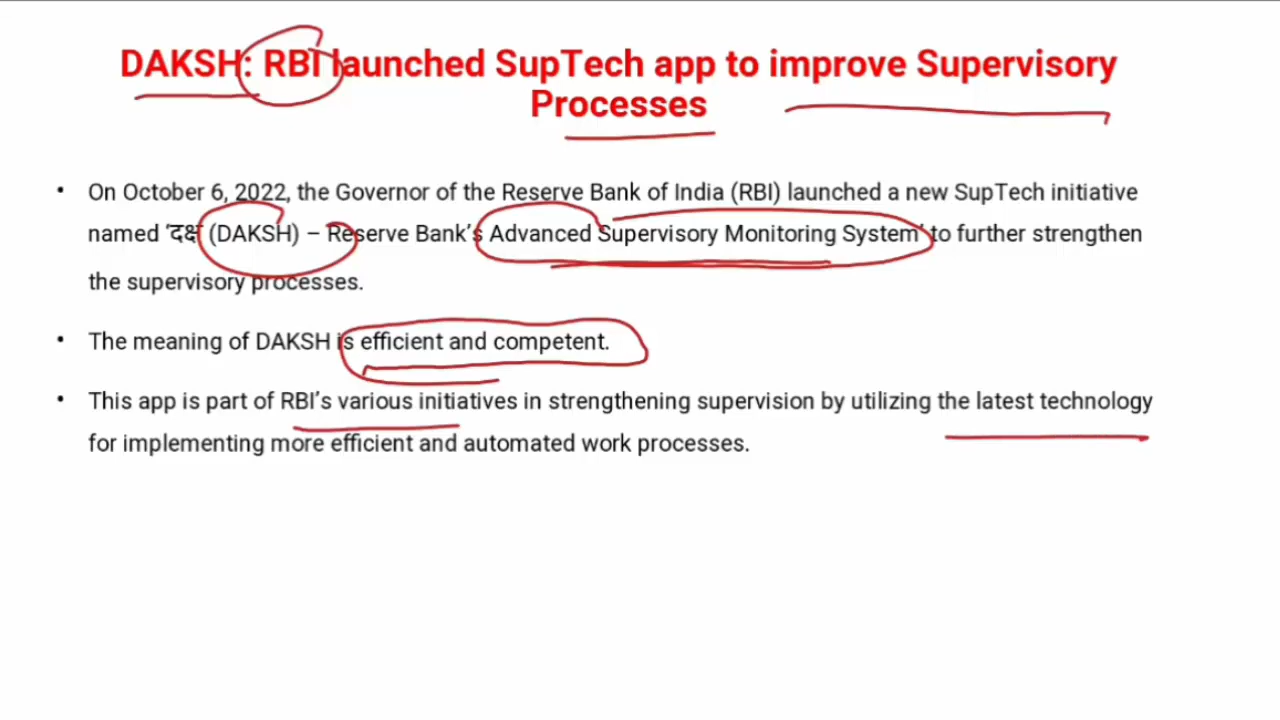 DAKSH: RBI launched SupTech app to improve Supervisory
Processes
• On October 6, 2022, the Governor of the Reserve Bank of India (RBI) launched a new SupTech initiative
named ‘दक्ष (DAKSH) – Reserve Bank’s Advanced Supervisory Monitoring System’ to further strengthen
the supervisory processes.
• The meaning of DAKSH is efficient and competent.
• This app is part of RBI’s various initiatives in strengthening supervision by utilizing the latest technology
for implementing more efficient and automated work processes.